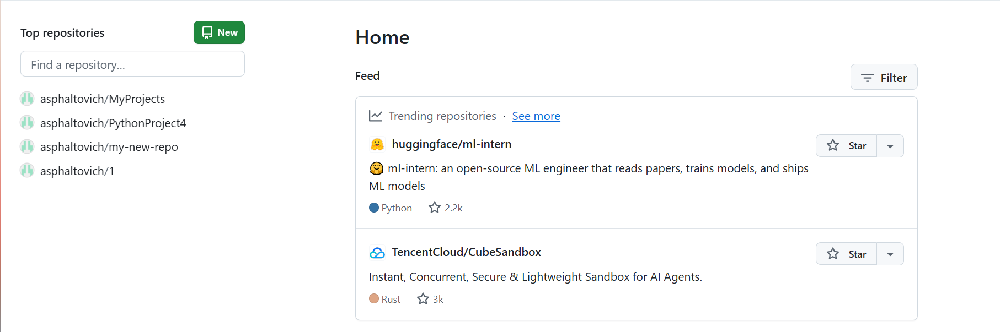 Top repositories
New
Find a repository...
asphaltovich/MyProjects
asphaltovich/PythonProject4
asphaltovich/my-new-repo
asphaltovich/1
Home
Feed
Filter
Trending repositories · See more
huggingface/ml-intern
Star
🤗 ml-intern: an open-source ML engineer that reads papers, trains models, and ships
ML models
Python 2.2k
TencentCloud/CubeSandbox
Star
Instant, Concurrent, Secure & Lightweight Sandbox for AI Agents.
Rust 3k